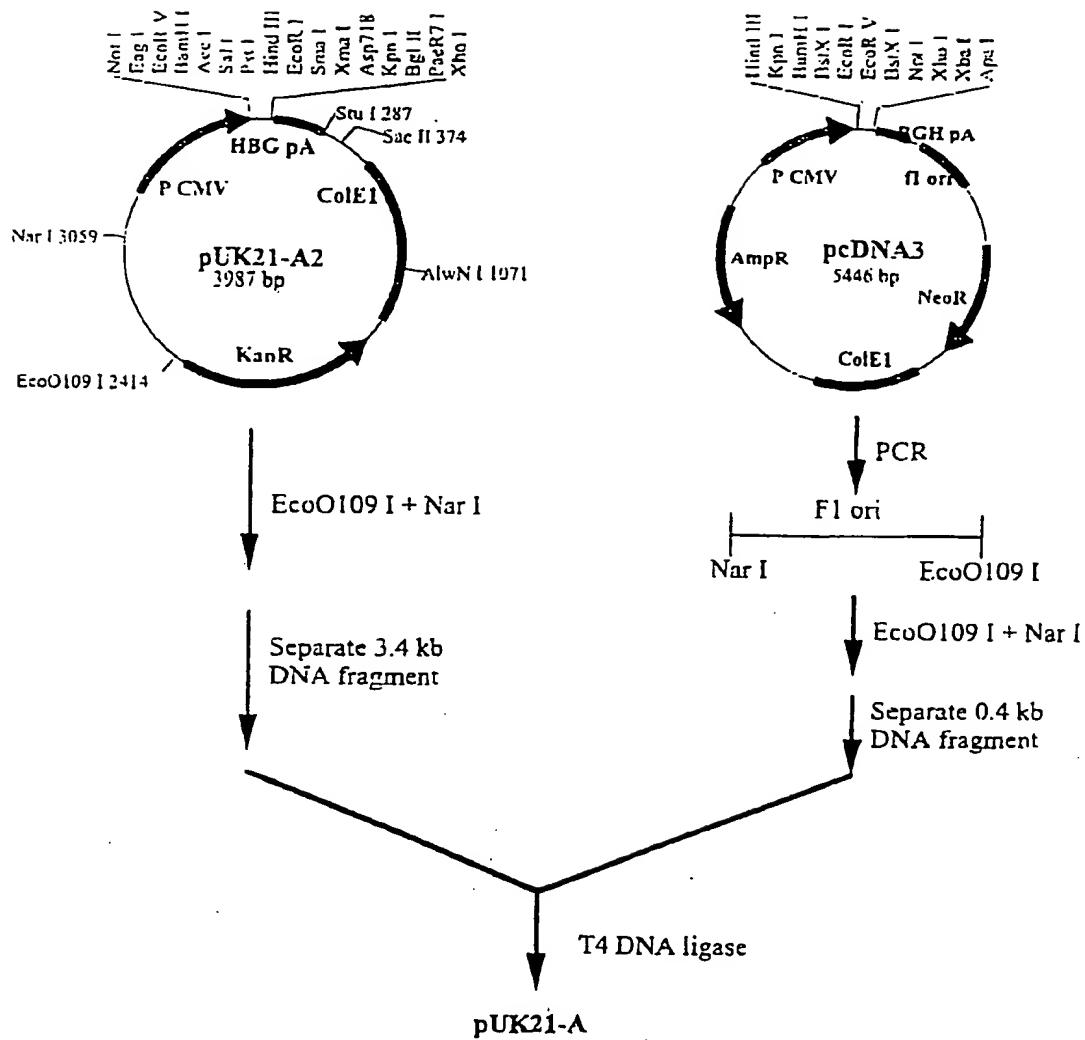 Not I
Eag I
EcoR V
BamH I
Acc I
Sal I
Pst I
Hind III
EcoR I
Sma I
Xma I
Asp718
Kpn I
Bgl II
PaeR7 I
Xho I
Stu I 287
Sac II 374
HBG pA
P CMV
ColE1
Nar I 3059
pUK21-A2
3987 bp
AlwN I 1071
KanR
EcoO109 I 2414
Hind III
Kpn I
BamH I
BstX I
EcoR I
EcoR V
BstX I
Not I
Xho I
Xba I
Apa I
BGH pA
P CMV
f1 ori
AmpR
pcDNA3
5446 bp
NeoR
ColE1
EcoO109 I + Nar I
Separate 3.4 kb
DNA fragment
PCR
F1 ori
Nar I
EcoO109 I
EcoO109 I + Nar I
Separate 0.4 kb
DNA fragment
T4 DNA ligase
pUK21-A